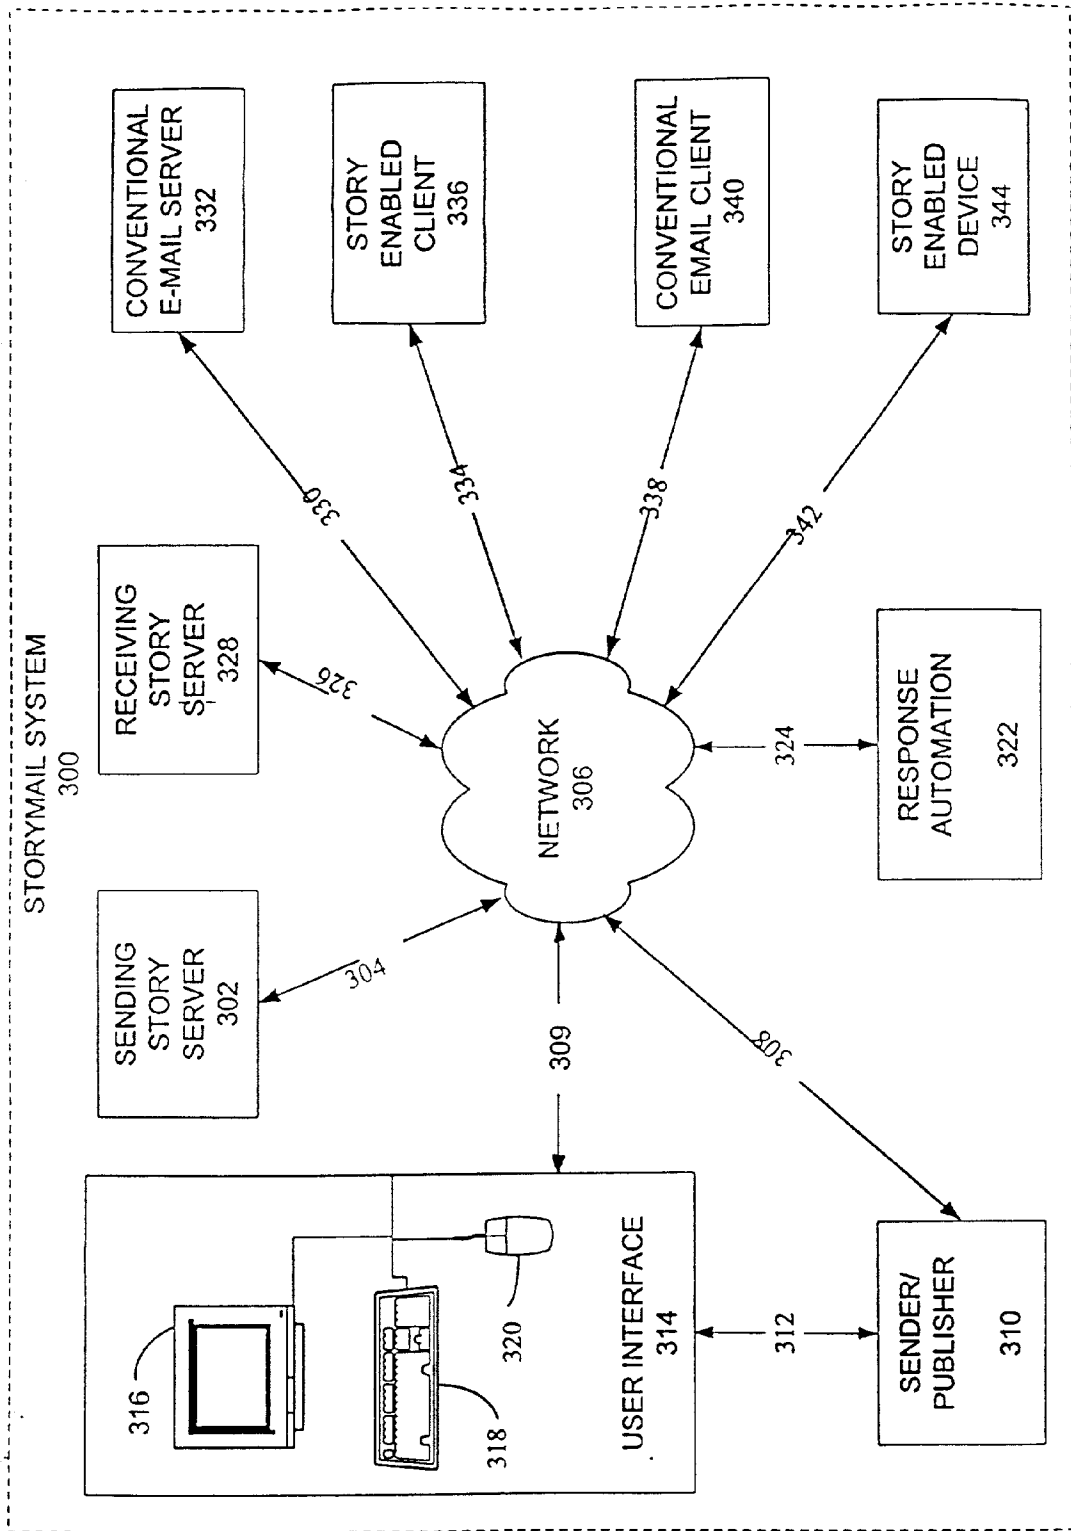 STORYMAIL SYSTEM
300
SENDING
STORY
SERVER
302
RECEIVING
STORY
SERVER
328
CONVENTIONAL
E-MAIL SERVER
332
316
318
320
USER INTERFACE
314
304
326
330
STORY
ENABLED
CLIENT
336
309
NETWORK
306
334
338
CONVENTIONAL
EMAIL CLIENT
340
312
308
324
342
SENDER/
PUBLISHER
310
RESPONSE
AUTOMATION
322
STORY
ENABLED
DEVICE
344